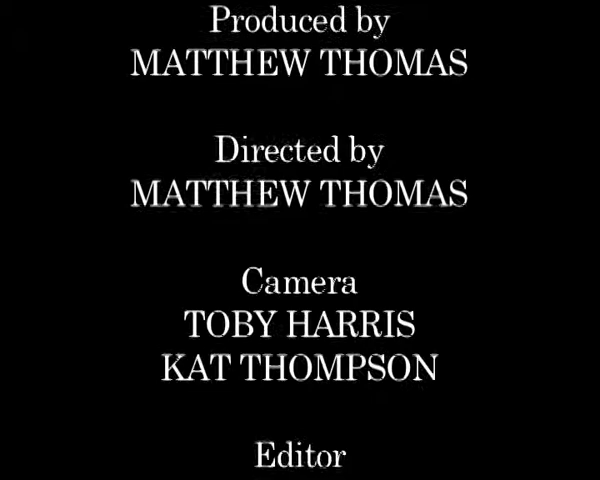 Produced by
MATTHEW THOMAS
Directed by
MATTHEW THOMAS
Camera
TOBY HARRIS
KAT THOMPSON
Editor